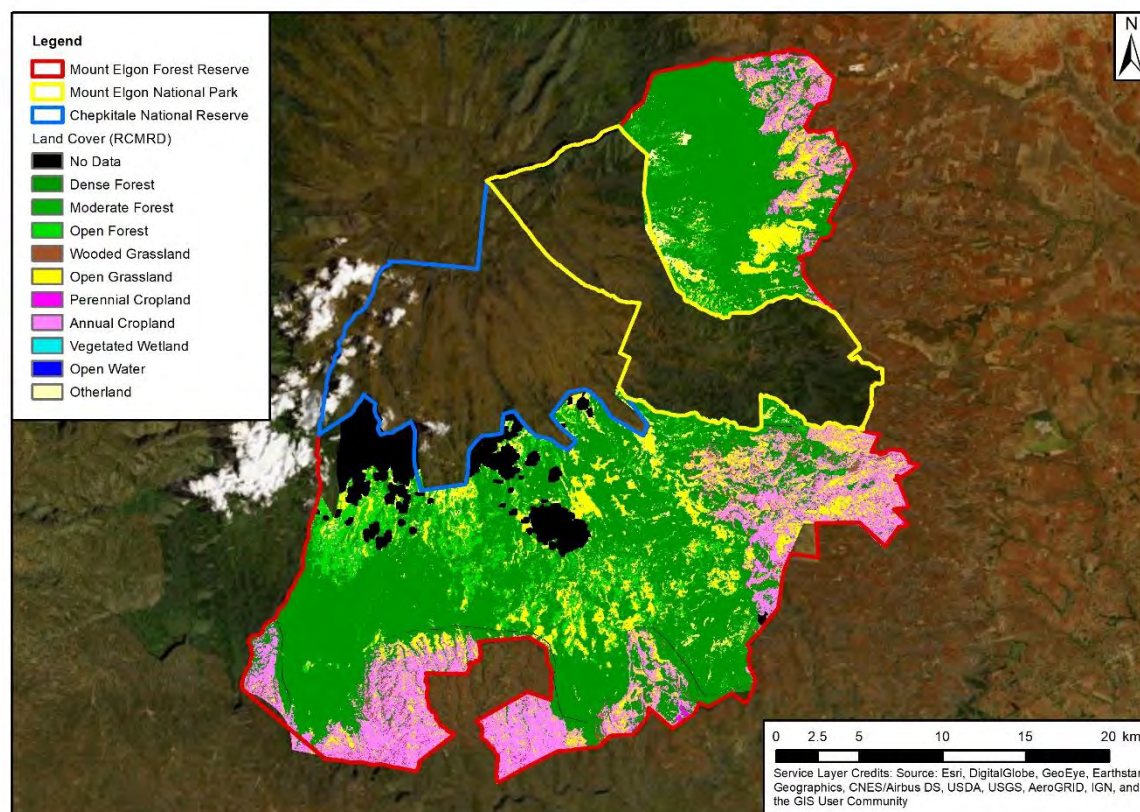 Legend
Mount Elgon Forest Reserve
Mount Elgon National Park
Chepkitale National Reserve
Land Cover (RCMRD)
No Data
Dense Forest
Moderate Forest
Open Forest
Wooded Grassland
Open Grassland
Perennial Cropland
Annual Cropland
Vegetated Wetland
Open Water
Otherland
N
0 2.5 5 10 15 20 km
Service Layer Credits: Source: Esri, DigitalGlobe, GeoEye, Earthstar
Geographics, CNES/Airbus DS, USDA, USGS, AeroGRID, IGN, and
the GIS User Community